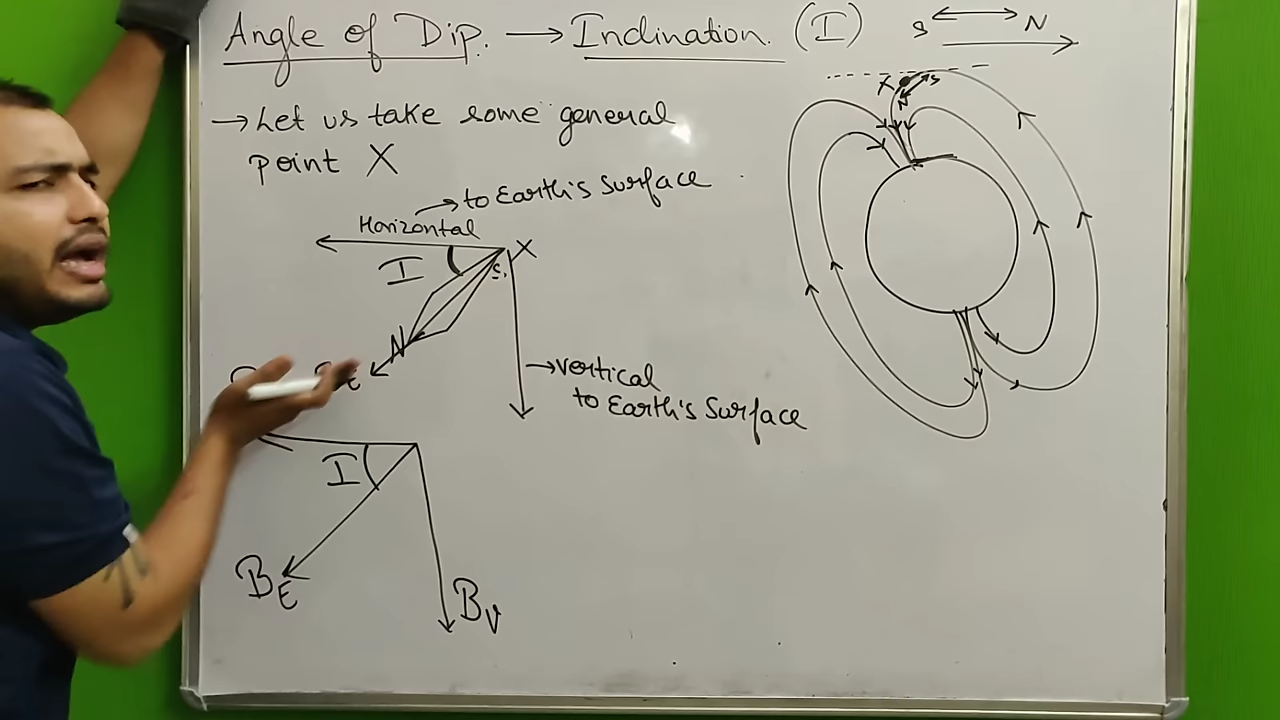 Angle of Dip. → Inclination. (I)
S N
→ Let us take some general
point X
X S
N
→ to Earth's Surface
Horizontal
X
I
S
N
→ vertical
to Earth's Surface
I
B_E
B_V